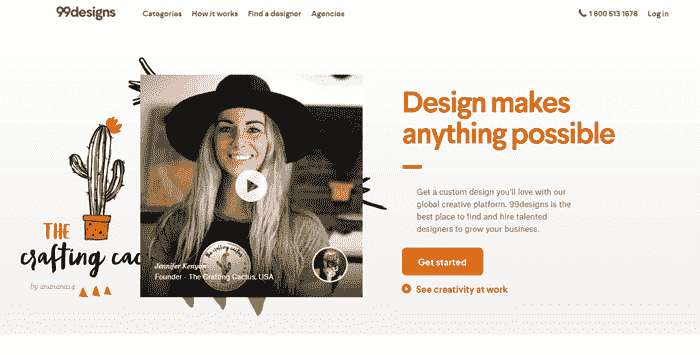 99designs
Categories How it works Find a designer Agencies
1 800 513 1678 Log in
Design makes
anything possible
Get a custom design you'll love with our
global creative platform. 99designs is the
best place to find and hire talented
designers to grow your business.
Get started
See creativity at work
THE
crafting cac
by ananana14
the crafting cactus
Jennifer Kenyon
Founder - The Crafting Cactus, USA